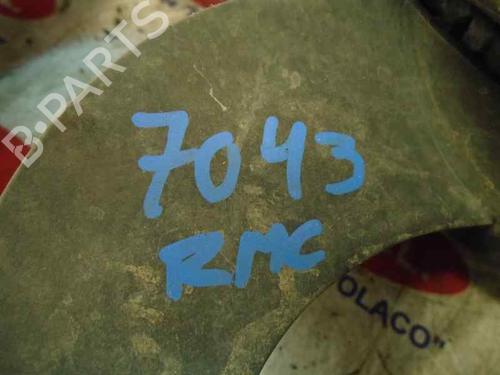 B-PARTS
7043
RMC
OLACO"